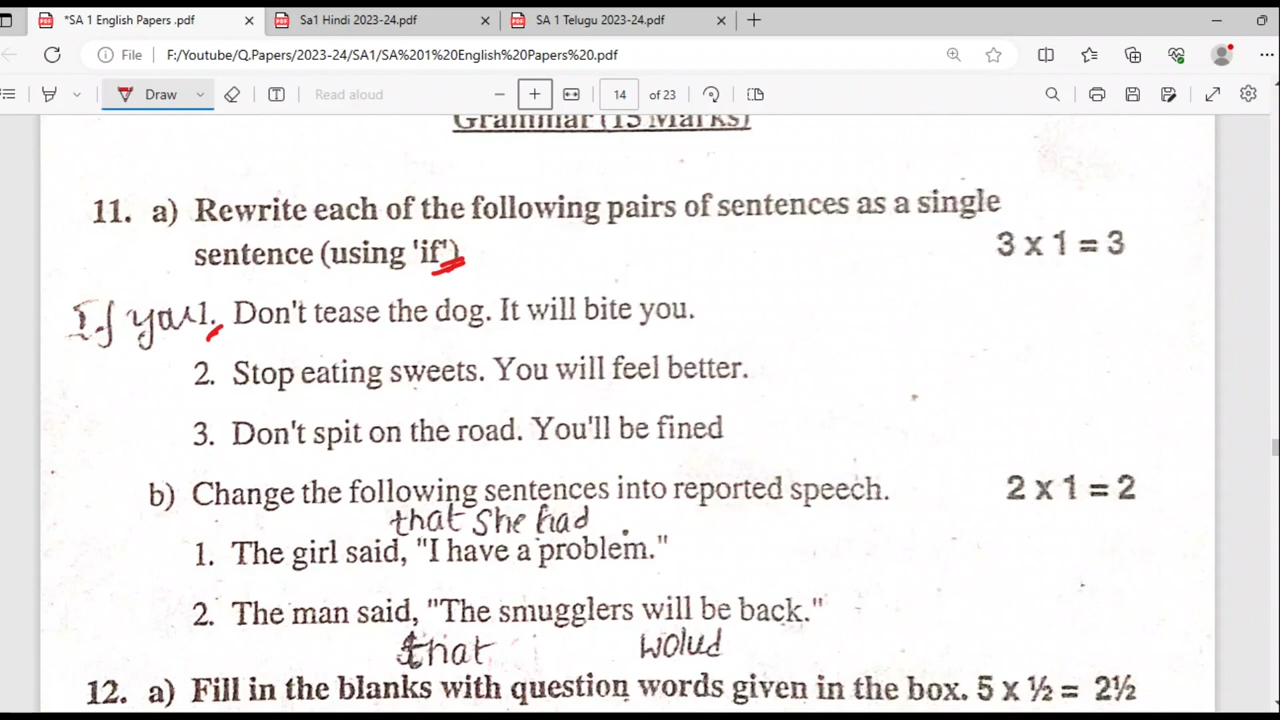 *SA 1 English Papers .pdf
Sa1 Hindi 2023-24.pdf
SA 1 Telugu 2023-24.pdf
File F:/Youtube/Q.Papers/2023-24/SA1/SA%201%20English%20Papers%20.pdf
Draw Read aloud 14 of 23
Grammar (15 Marks)
11. a) Rewrite each of the following pairs of sentences as a single
sentence (using 'if') 3 x 1 = 3
If you 1. Don't tease the dog. It will bite you.
2. Stop eating sweets. You will feel better.
3. Don't spit on the road. You'll be fined
b) Change the following sentences into reported speech. 2 x 1 = 2
that she had .
1. The girl said, "I have a problem."
2. The man said, "The smugglers will be back."
that wolud
12. a) Fill in the blanks with question words given in the box. 5 x ½ = 2½